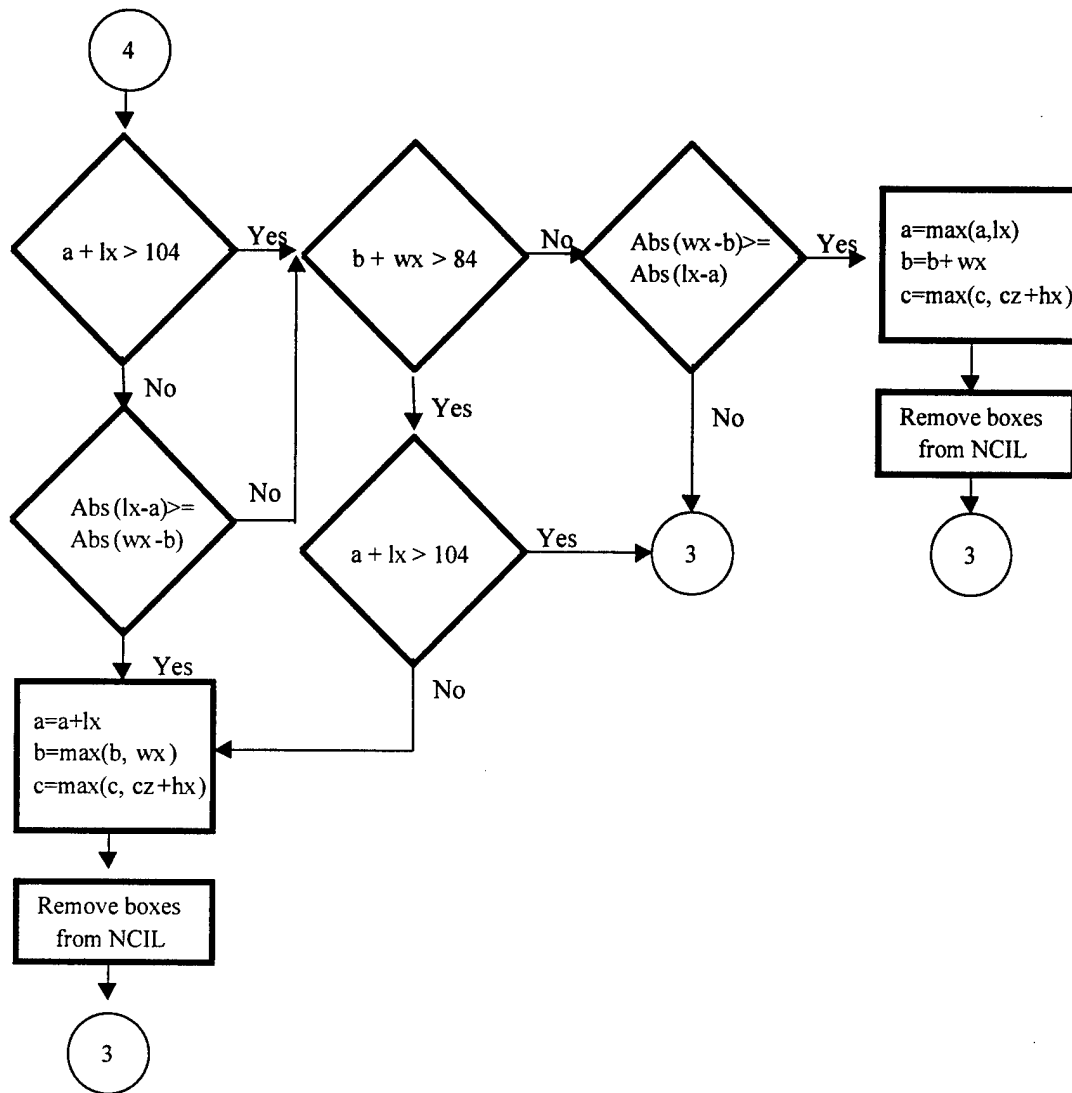 4
a + lx > 104
Yes
b + wx > 84
No
Abs (wx-b)>=
Abs (lx-a)
Yes
a=max(a,lx)
b=b+wx
c=max(c, cz+hx)
No
Yes
No
Remove boxes
from NCIL
Abs (lx-a)>=
Abs (wx-b)
No
a + lx > 104
Yes
3
3
Yes
No
a=a+lx
b=max(b, wx)
c=max(c, cz+hx)
Remove boxes
from NCIL
3